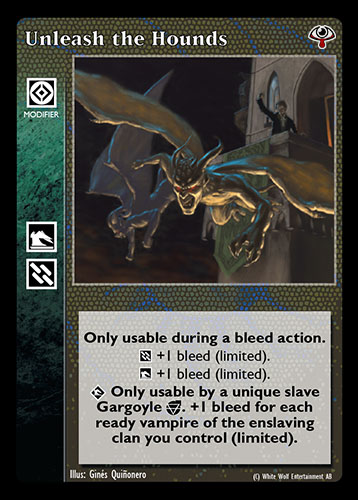 Unleash the Hounds
MODIFIER
Only usable during a bleed action.
+1 bleed (limited).
+1 bleed (limited).
Only usable by a unique slave
Gargoyle . +1 bleed for each
ready vampire of the enslaving
clan you control (limited).
Illus: Ginés Quiñonero
(C) White Wolf Entertainment AB